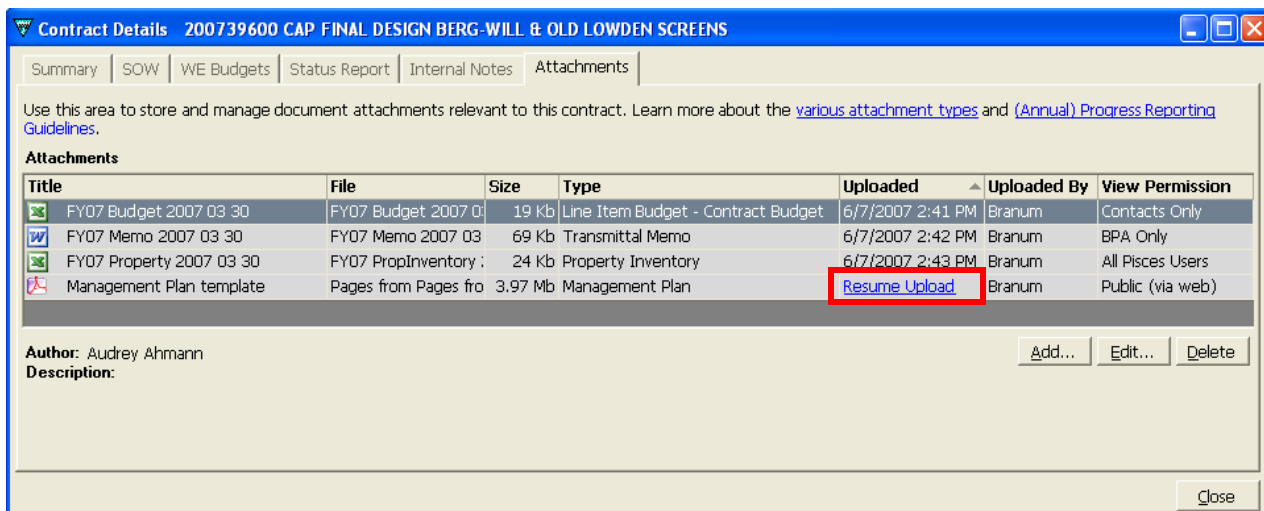 Contract Details 200739600 CAP FINAL DESIGN BERG-WILL & OLD LOWDEN SCREENS
Summary SOW WE Budgets Status Report Internal Notes Attachments
Use this area to store and manage document attachments relevant to this contract. Learn more about the various attachment types and (Annual) Progress Reporting
Guidelines.
Attachments
Title File Size Type Uploaded Uploaded By View Permission
FY07 Budget 2007 03 30 FY07 Budget 2007 0 19 Kb Line Item Budget - Contract Budget 6/7/2007 2:41 PM Branum Contacts Only
FY07 Memo 2007 03 30 FY07 Memo 2007 03 69 Kb Transmittal Memo 6/7/2007 2:42 PM Branum BPA Only
FY07 Property 2007 03 30 FY07 PropInventory 24 Kb Property Inventory 6/7/2007 2:43 PM Branum All Pisces Users
Management Plan template Pages from Pages fro 3.97 Mb Management Plan Resume Upload Branum Public (via web)
Author: Audrey Ahmann Add... Edit... Delete
Description:
Close